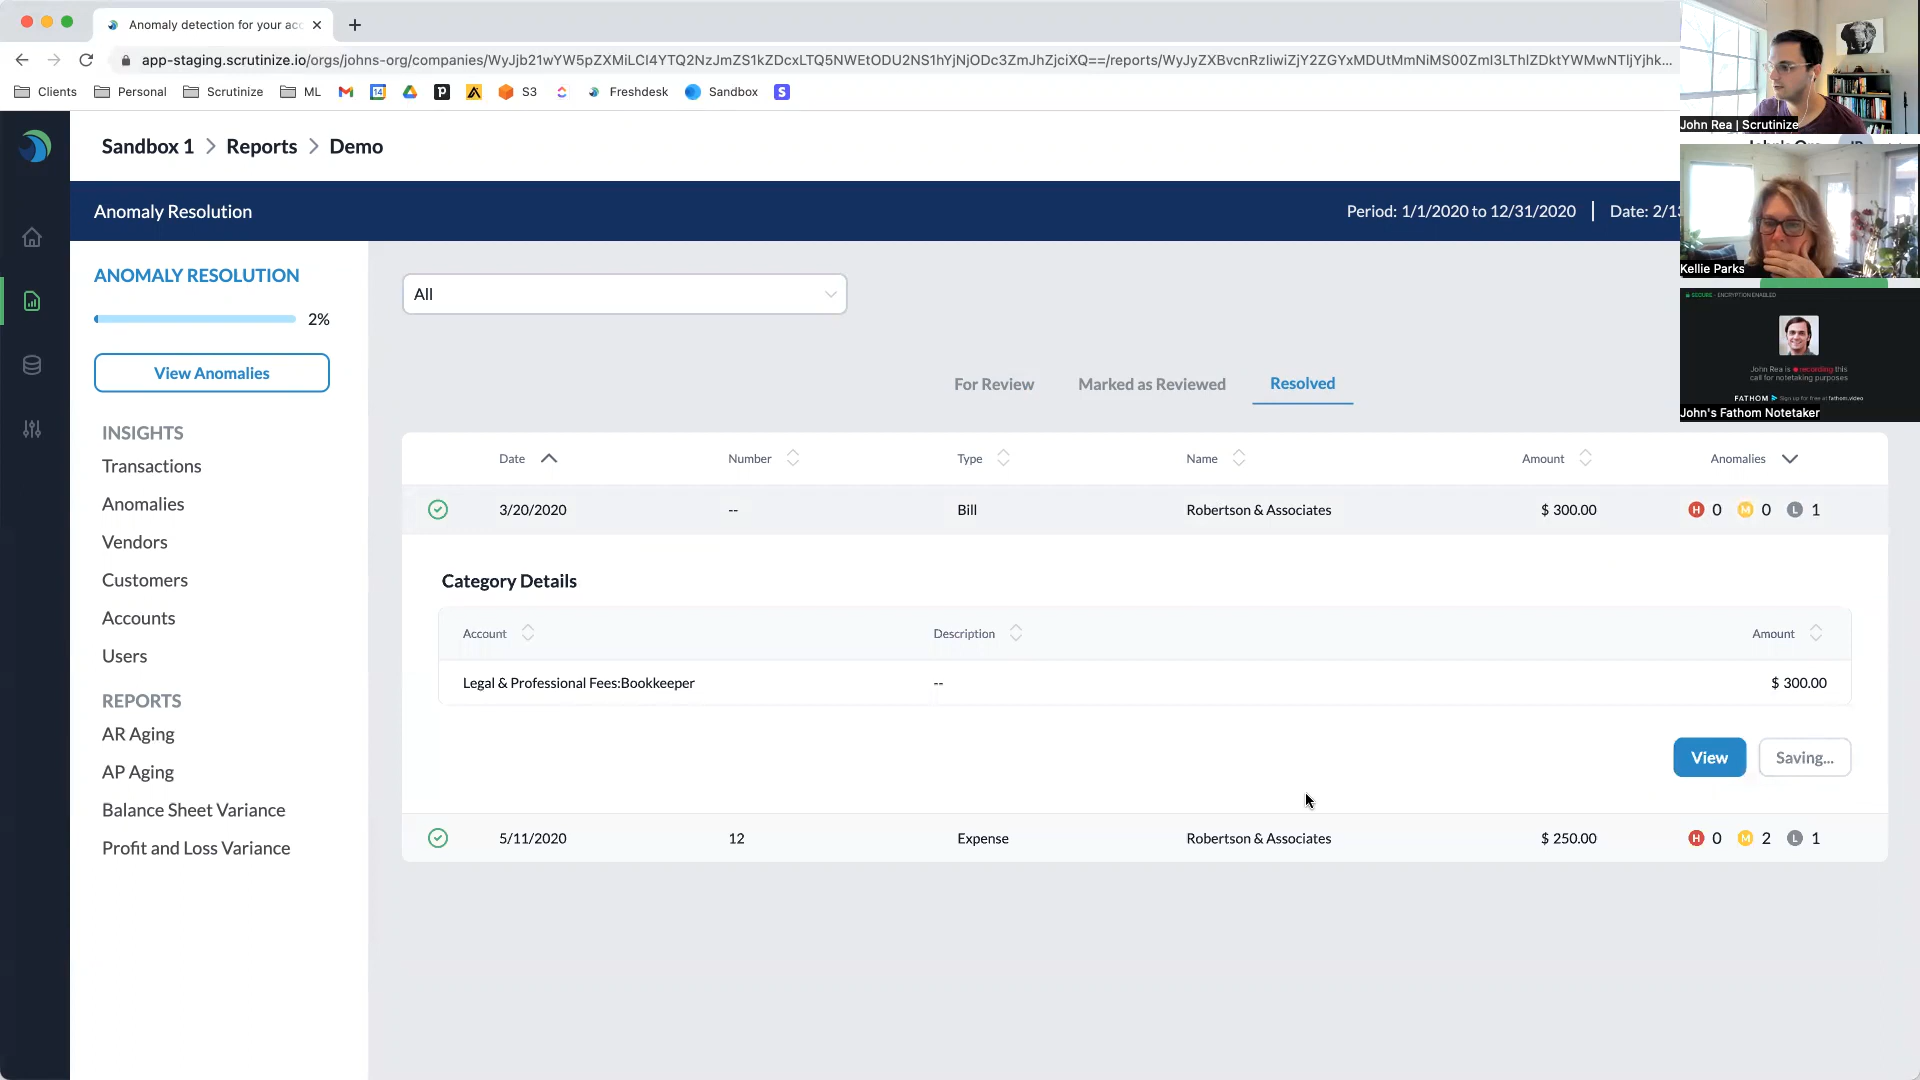 Anomaly detection for your acc
app-staging.scrutinize.io/orgs/johns-org/companies/WyJjb21wYW5pZXMiLCI4YTQ2NzJmZS1kZDcxLTQ5NWEtODU2NS1hYjNjODc3ZmJhZjciXQ==/reports/WyJyZXBvcnRzIiwiZjY2ZGYxMDUtMmNiMS00ZmI3LThlZDktYWMwNTljYjhk...
Clients Personal Scrutinize ML 14 S3 Freshdesk Sandbox S
John Rea | Scrutinize
Sandbox 1 > Reports > Demo
Anomaly Resolution
Period: 1/1/2020 to 12/31/2020 | Date: 2/13
Kellie Parks
ANOMALY RESOLUTION
2%
View Anomalies
INSIGHTS
Transactions
Anomalies
Vendors
Customers
Accounts
Users
REPORTS
AR Aging
AP Aging
Balance Sheet Variance
Profit and Loss Variance
All
SECURE - ENCRYPTION ENABLED
John Rea is recording this
call for notetaking purposes
FATHOM Sign up for free at fathom.video
John's Fathom Notetaker
For Review Marked as Reviewed Resolved
Date Number Type Name Amount Anomalies
3/20/2020 -- Bill Robertson & Associates $ 300.00 H 0 M 0 L 1
Category Details
Account Description Amount
Legal & Professional Fees:Bookkeeper -- $ 300.00
View Saving...
5/11/2020 12 Expense Robertson & Associates $ 250.00 H 0 M 2 L 1